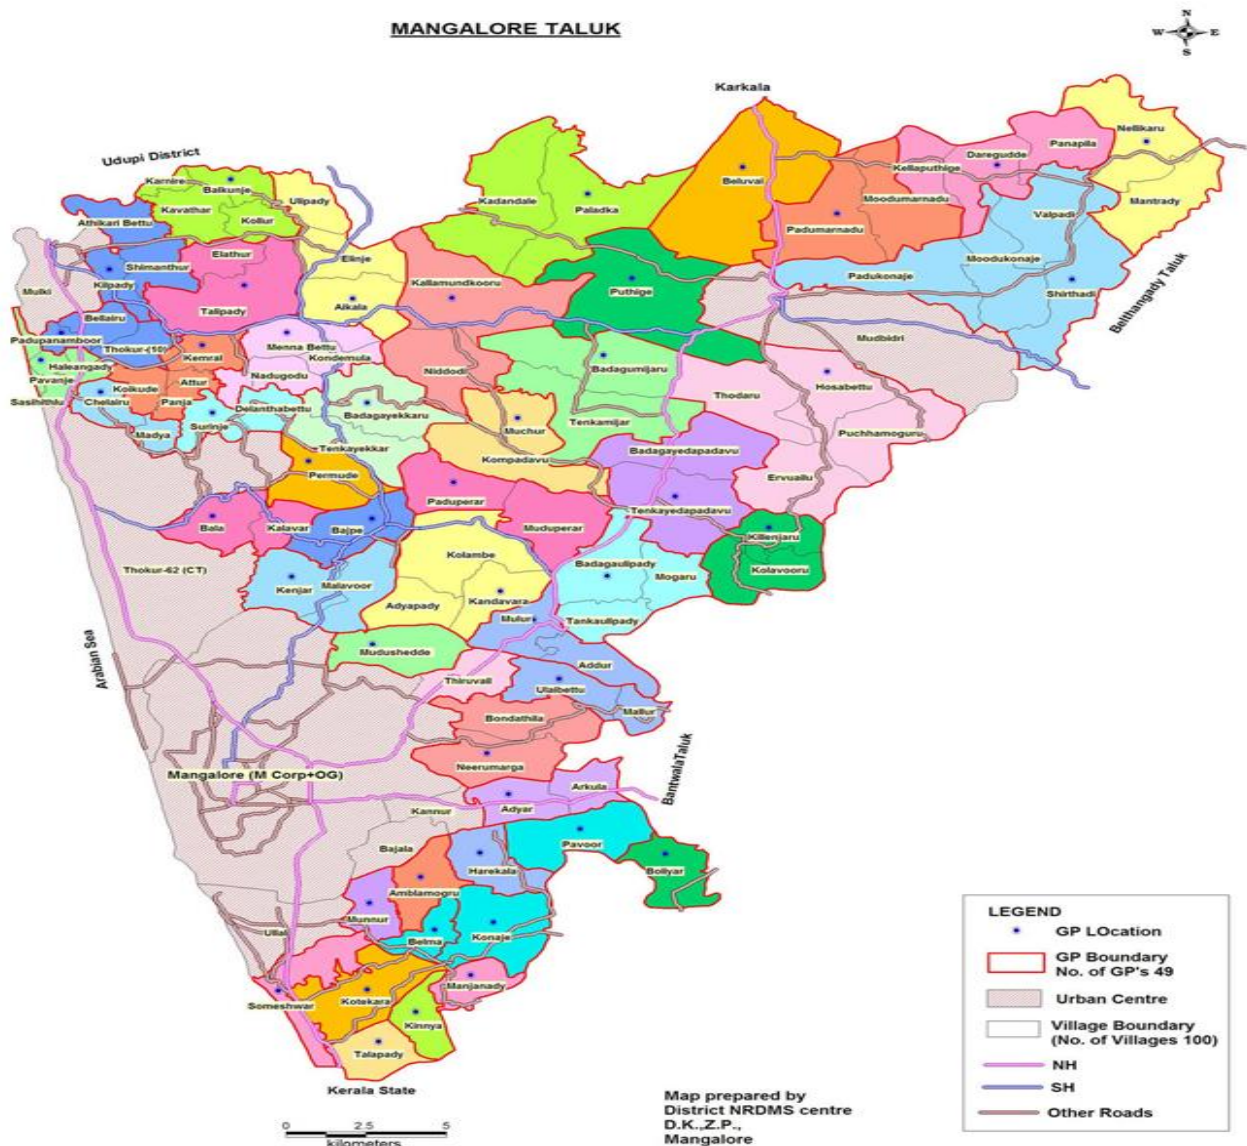 MANGALORE TALUK
N
W E
S
Karkala
Udupi District
Nellikaru
Panapila
Daregudde
Kellaputhige
Karnire
Balkunje
Beluvai
Moodumarnadu
Mantrady
Kavathar
Ulipady
Kadandale
Paladka
Valpadi
Athikari Bettu
Kollur
Padumarnadu
Elathur
Elinje
Moodukonaje
Shimanthur
Padukonaje
Kilpady
Kallamundkooru
Puthige
Shirthadi
Mulki
Talipady
Aikala
Belthangady Taluk
Bellairu
Padupanamboor
Thokur-(10)
Kemral
Menna Bettu
Mudbidri
Haleangady
Kondemula
Niddodi
Badagumijaru
Pavanje
Kolkude
Attur
Nadugodu
Hosabettu
Sasihithlu
Chelairu
Panja
Delanthabettu
Badagayekkaru
Thodaru
Madya
Surinje
Muchur
Tenkamijar
Puchhamoguru
Tenkayekkar
Kompadavu
Badagayedapadavu
Permude
Ervuailu
Paduperar
Tenkayedapadavu
Bala
Kalavar
Bajpe
Muduperar
Killenjaru
Kolambe
Badagaulipady
Thokur-62 (CT)
Kenjar
Malavoor
Mogaru
Kolavooru
Adyapady
Kandavara
Mulur
Tankaulipady
Arabian Sea
Mudushedde
Addur
Thiruvail
Ulaibettu
Mallur
Bondathila
Neerumarga
BantwalaTaluk
Mangalore (M Corp+OG)
Arkula
Kannur
Adyar
Bajala
Pavoor
Harekala
Boliyar
Amblamogru
Munnur
Ullal
Belma
Konaje
Manjanady
Someshwar
Kotekara
Kinnya
Talapady
Kerala State
0 2.5 5
kilometers
Map prepared by
District NRDMS centre
D.K.,Z.P.,
Mangalore
LEGEND
GP LOcation
GP Boundary
No. of GP's 49
Urban Centre
Village Boundary
(No. of Villages 100)
NH
SH
Other Roads